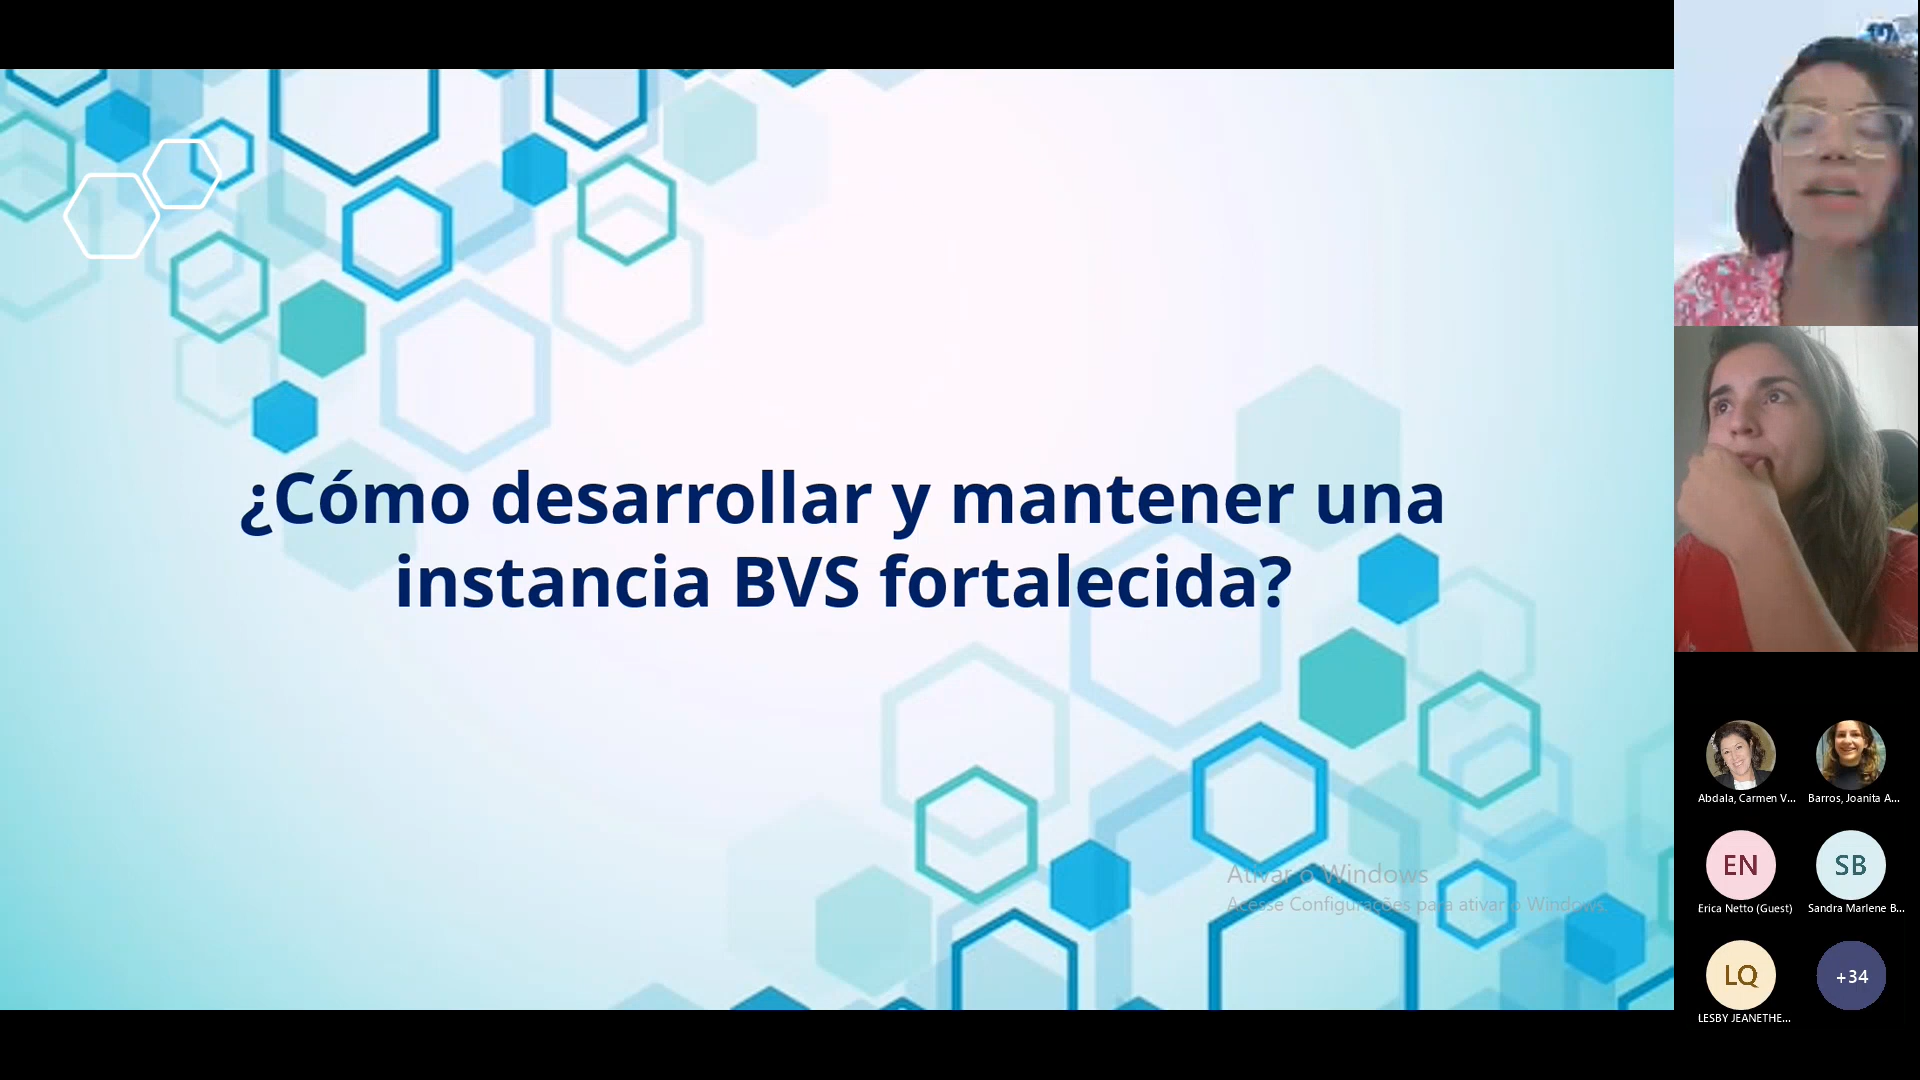 ¿Cómo desarrollar y mantener una
instancia BVS fortalecida?
Ativar o Windows
Acesse Configurações para ativar o Windows.
Abdala, Carmen V...
Barros, Joanita A...
EN
SB
Erica Netto (Guest)
Sandra Marlene B...
LQ
+34
LESBY JEANETHE...